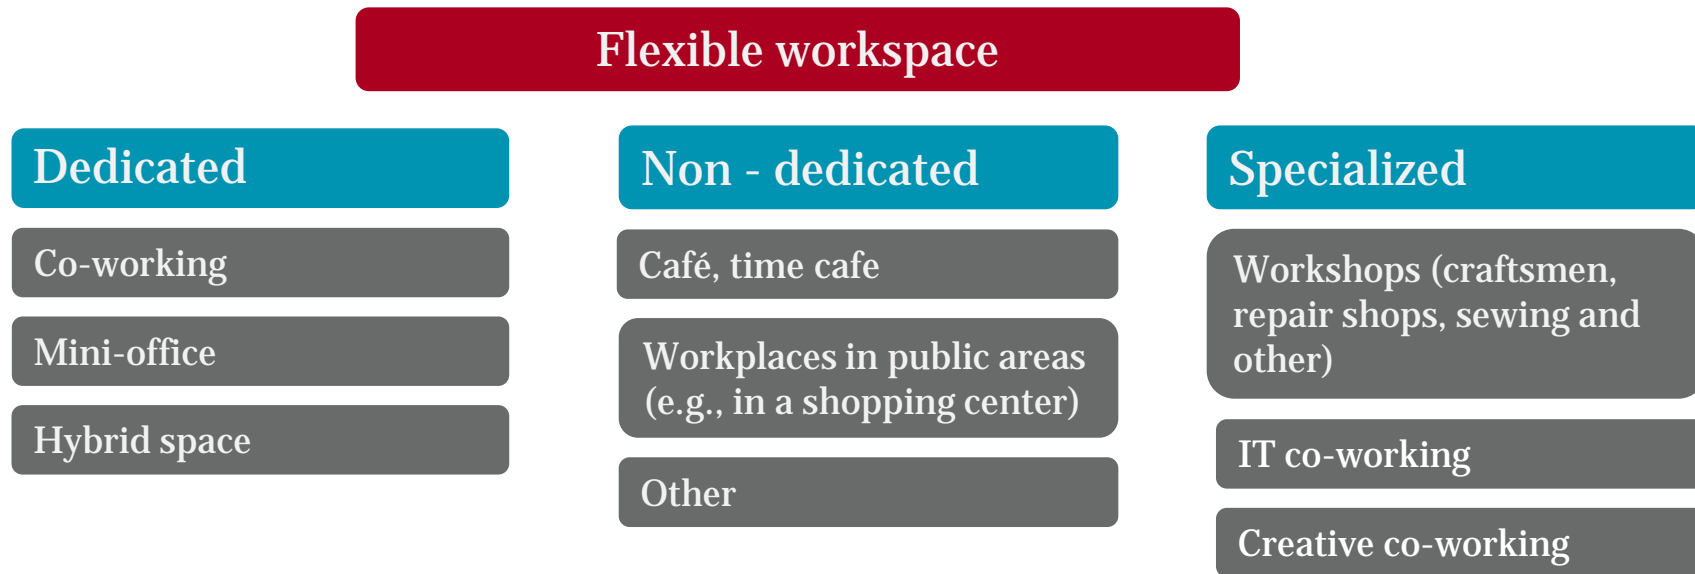 Flexible workspace
Dedicated
Co-working
Mini-office
Hybrid space
Non - dedicated
Café, time cafe
Workplaces in public areas
(e.g., in a shopping center)
Other
Specialized
Workshops (craftsmen,
repair shops, sewing and
other)
IT co-working
Creative co-working